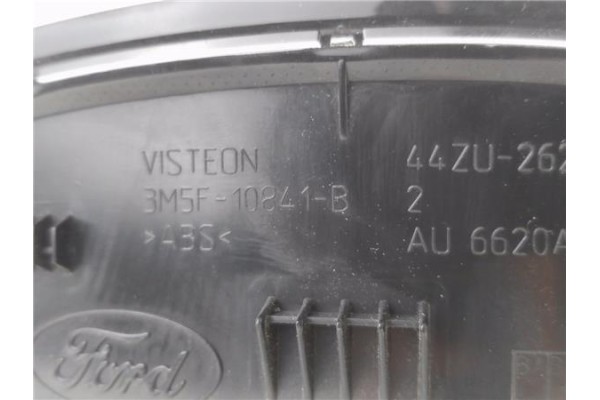 VISTEON 44ZU-262
3M5F-10841-B 2
>ABS< AU 6620A
Ford